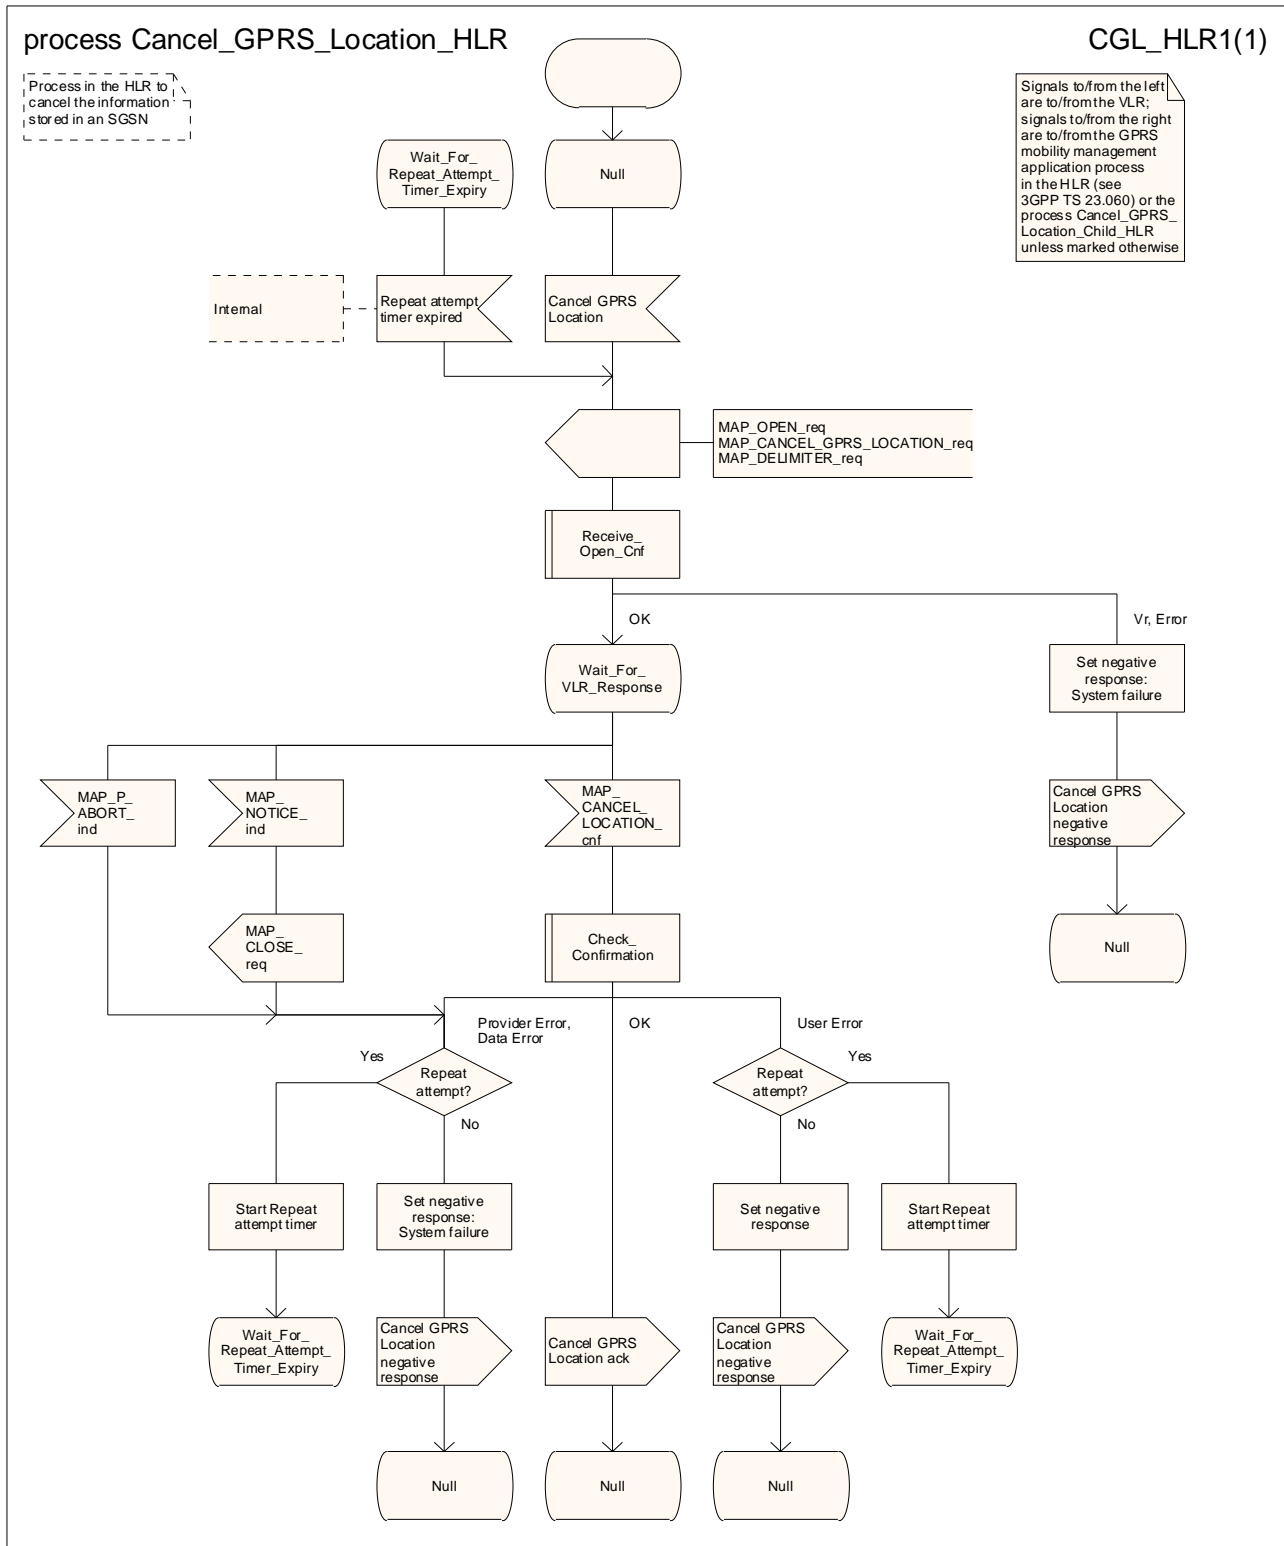 process Cancel_GPRS_Location_HLR
CGL_HLR1(1)
Process in the HLR to
cancel the information
stored in an SGSN
Signals to/from the left
are to/from the VLR;
signals to/from the right
are to/from the GPRS
mobility management
application process
in the HLR (see
3GPP TS 23.060) or the
process Cancel_GPRS_
Location_Child_HLR
unless marked otherwise
Wait_For_
Repeat_Attempt_
Timer_Expiry
Null
Internal
Repeat attempt
timer expired
Cancel GPRS
Location
MAP_OPEN_req
MAP_CANCEL_GPRS_LOCATION_req
MAP_DELIMITER_req
Receive_
Open_Cnf
OK
Vr, Error
Wait_For_
VLR_Response
Set negative
response:
System failure
MAP_P_
ABORT_
ind
MAP_
NOTICE_
ind
MAP_
CANCEL_
LOCATION_
cnf
Cancel GPRS
Location
negative
response
MAP_
CLOSE_
req
Check_
Confirmation
Null
Provider Error,
Data Error
OK
User Error
Yes
Repeat
attempt?
No
Yes
Repeat
attempt?
No
Start Repeat
attempt timer
Set negative
response:
System failure
Set negative
response
Start Repeat
attempt timer
Wait_For_
Repeat_Attempt_
Timer_Expiry
Cancel GPRS
Location
negative
response
Cancel GPRS
Location ack
Cancel GPRS
Location
negative
response
Wait_For_
Repeat_Attempt_
Timer_Expiry
Null
Null
Null